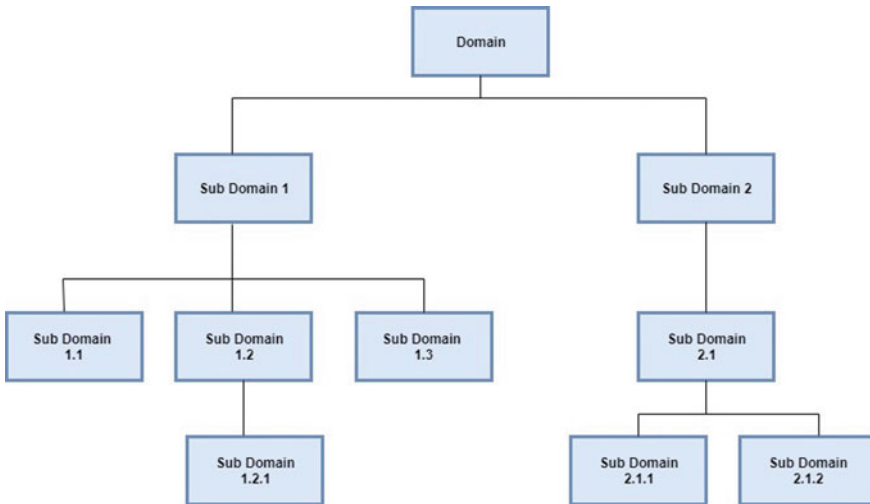 Domain
Sub Domain 1
Sub Domain 2
Sub Domain
1.1
Sub Domain
1.2
Sub Domain
1.3
Sub Domain
2.1
Sub Domain
1.2.1
Sub Domain
2.1.1
Sub Domain
2.1.2